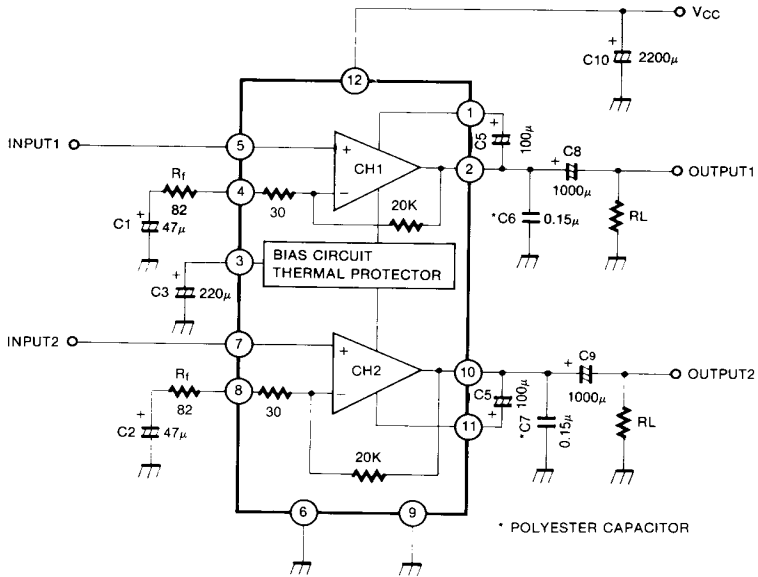 VCC
+
C10
2200μ
12
1
+
C5
100μ
INPUT1
5
+
CH1
2
+
C8
1000μ
OUTPUT1
Rf
82
4
30
−
20K
+
C1
47μ
*C6
0.15μ
RL
3
BIAS CIRCUIT
THERMAL PROTECTOR
+
C3
220μ
INPUT2
7
+
CH2
10
+
C9
1000μ
OUTPUT2
Rf
82
8
30
−
C5
100μ
+
11
*C7
0.15μ
RL
+
C2
47μ
20K
6
9
* POLYESTER CAPACITOR